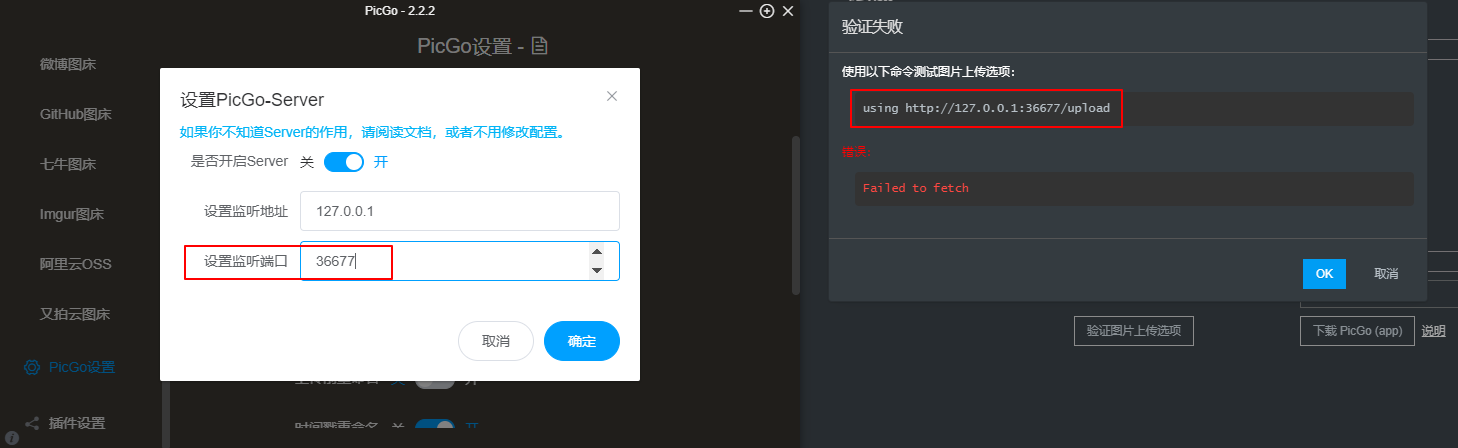 PicGo - 2.2.2
PicGo设置 -
微博图床
GitHub图床
七牛图床
Imgur图床
阿里云OSS
又拍云图床
PicGo设置
插件设置
设置PicGo-Server
如果你不知道Server的作用，请阅读文档，或者不用修改配置。
是否开启Server 关 开
设置监听地址 127.0.0.1
设置监听端口 36677
取消 确定
时间戳重命名 关 开
验证失败
使用以下命令测试图片上传选项：
using http://127.0.0.1:36677/upload
错误：
Failed to fetch
OK 取消
验证图片上传选项 下载 PicGo (app) 说明